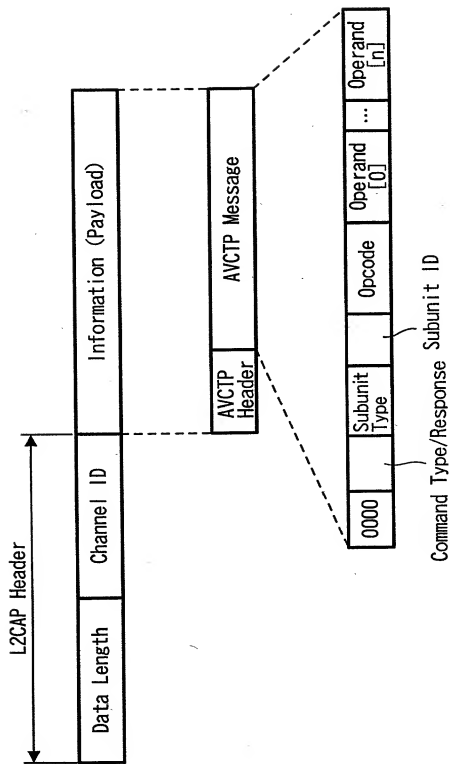 L2CAP Header
Data Length
Channel ID
Information (Payload)
AVCTP
Header
AVCTP Message
0000
Subunit
Type
Opcode
Operand
[0]
...
Operand
[n]
Command Type/Response
Subunit ID